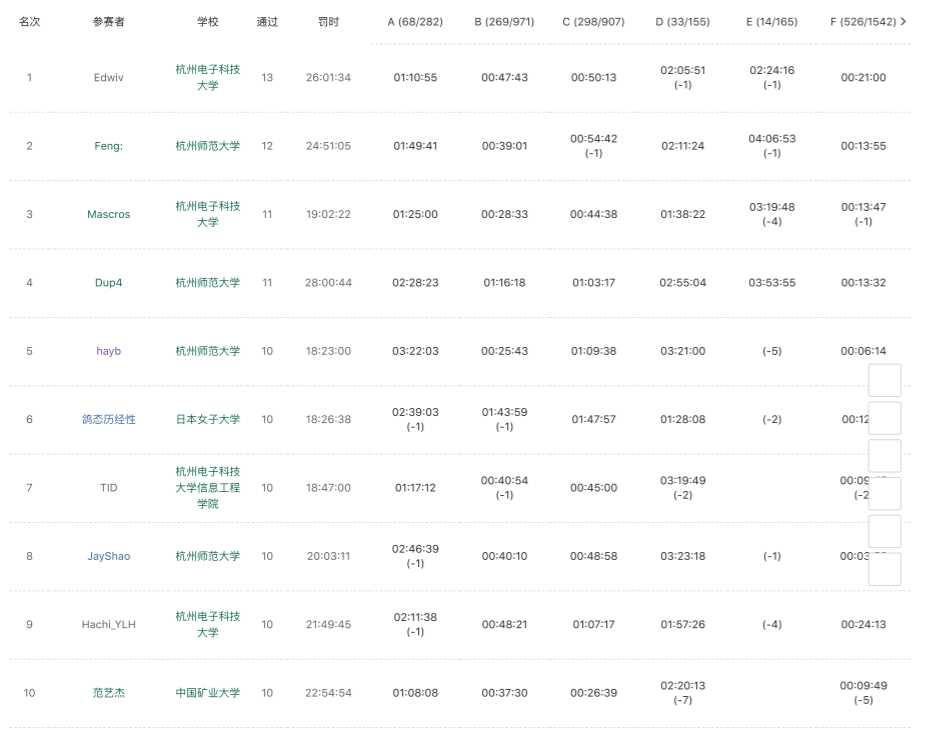 名次 参赛者 学校 通过 罚时 A (68/282) B (269/971) C (298/907) D (33/155) E (14/165) F (526/1542)
1 Edwiv 杭州电子科技大学 13 26:01:34 01:10:55 00:47:43 00:50:13 02:05:51 (-1) 02:24:16 (-1) 00:21:00
2 Feng: 杭州师范大学 12 24:51:05 01:49:41 00:39:01 00:54:42 (-1) 02:11:24 04:06:53 (-1) 00:13:55
3 Mascros 杭州电子科技大学 11 19:02:22 01:25:00 00:28:33 00:44:38 01:38:22 03:19:48 (-4) 00:13:47 (-1)
4 Dup4 杭州师范大学 11 28:00:44 02:28:23 01:16:18 01:03:17 02:55:04 03:53:55 00:13:32
5 hayb 杭州师范大学 10 18:23:00 03:22:03 00:25:43 01:09:38 03:21:00 (-5) 00:06:14
6 鸽态历经性 日本女子大学 10 18:26:38 02:39:03 (-1) 01:43:59 (-1) 01:47:57 01:28:08 (-2) 00:12
7 TID 杭州电子科技大学信息工程学院 10 18:47:00 01:17:12 00:40:54 (-1) 00:45:00 03:19:49 (-2)
8 JayShao 杭州师范大学 10 20:03:11 02:46:39 (-1) 00:40:10 00:48:58 03:23:18 (-1)
9 Hachi_YLH 杭州电子科技大学 10 21:49:45 02:11:38 (-1) 00:48:21 01:07:17 01:57:26 (-4) 00:24:13
10 范艺杰 中国矿业大学 10 22:54:54 01:08:08 00:37:30 00:26:39 02:20:13 (-7) 00:09:49 (-5)